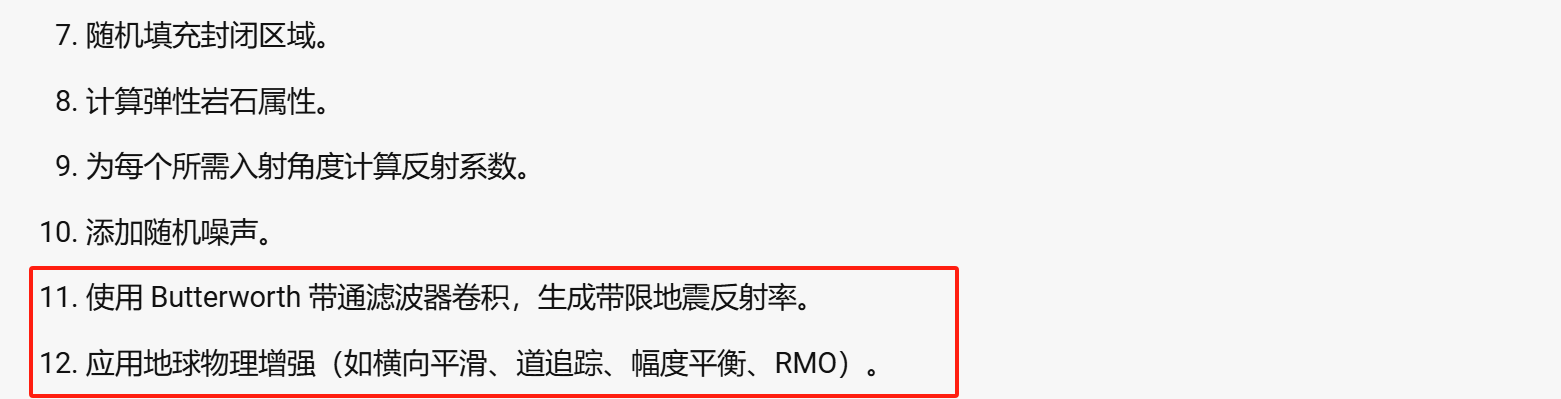 7. 随机填充封闭区域。
8. 计算弹性岩石属性。
9. 为每个所需入射角度计算反射系数。
10. 添加随机噪声。
11. 使用 Butterworth 带通滤波器卷积，生成带限地震反射率。
12. 应用地球物理增强（如横向平滑、道追踪、幅度平衡、RMO）。